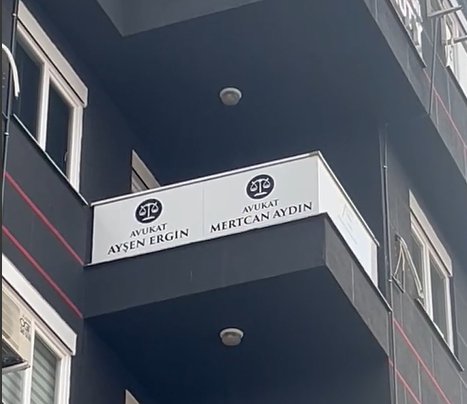 AVUKAT
AYŞEN ERGİN
AVUKAT
MERTCAN AYDIN